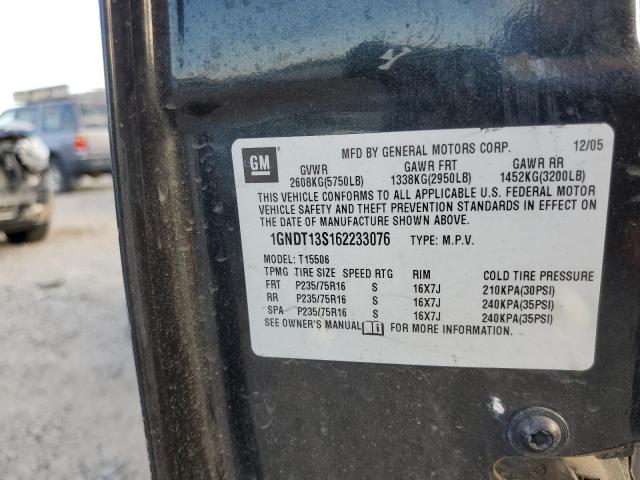 GM
MFD BY GENERAL MOTORS CORP. 12/05
GVWR GAWR FRT GAWR RR
2608KG(5750LB) 1338KG(2950LB) 1452KG(3200LB)
THIS VEHICLE CONFORMS TO ALL APPLICABLE U.S. FEDERAL MOTOR
VEHICLE SAFETY AND THEFT PREVENTION STANDARDS IN EFFECT ON
THE DATE OF MANUFACTURE SHOWN ABOVE.
1GNDT13S162233076 TYPE: M.P.V.
MODEL: T15506
TPMG TIRE SIZE SPEED RTG RIM COLD TIRE PRESSURE
FRT P235/75R16 S 16X7J 210KPA(30PSI)
RR P235/75R16 S 16X7J 240KPA(35PSI)
SPA P235/75R16 S 16X7J 240KPA(35PSI)
SEE OWNER'S MANUAL FOR MORE INFORMATION.